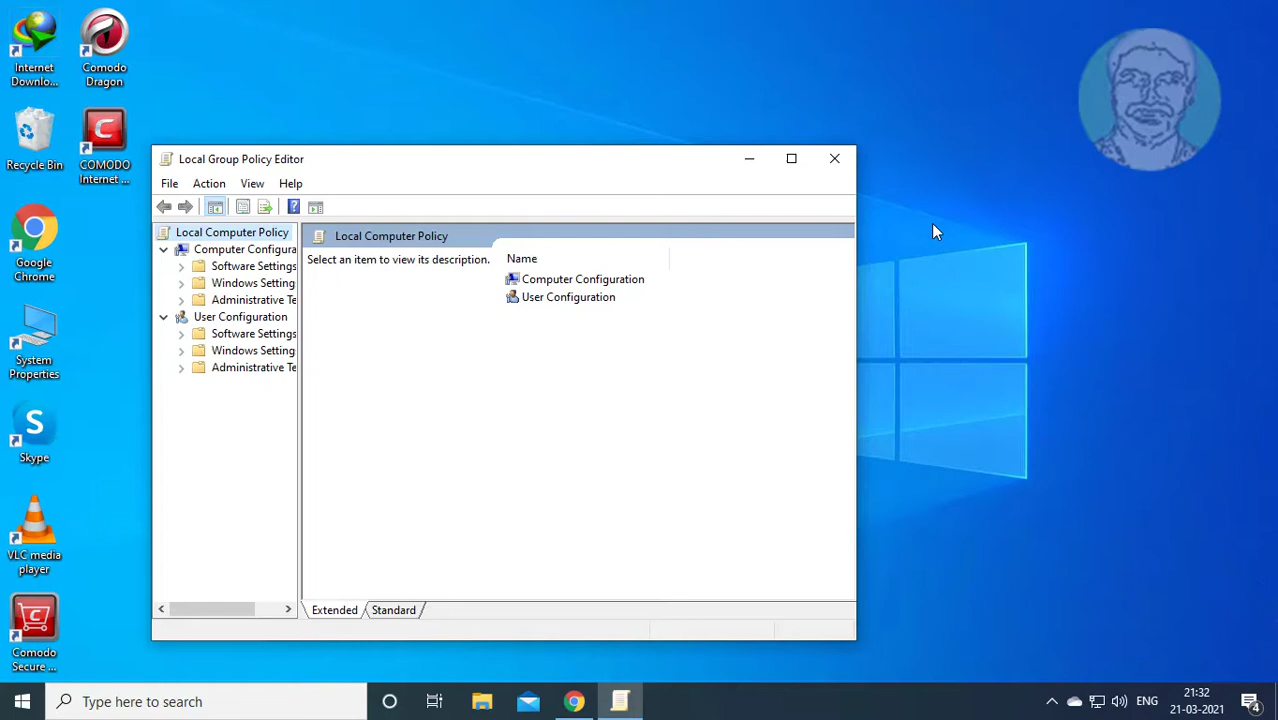 Internet
Downlo...
Comodo
Dragon
Recycle Bin
COMODO
Internet ...
Google
Chrome
System
Properties
Skype
VLC media
player
Comodo
Secure ...
Local Group Policy Editor
File Action View Help
Local Computer Policy
Computer Configura
Software Settings
Windows Setting
Administrative Te
User Configuration
Software Settings
Windows Setting
Administrative Te
Local Computer Policy
Select an item to view its description.
Name
Computer Configuration
User Configuration
Extended Standard
Type here to search
ENG
21:32
21-03-2021
4